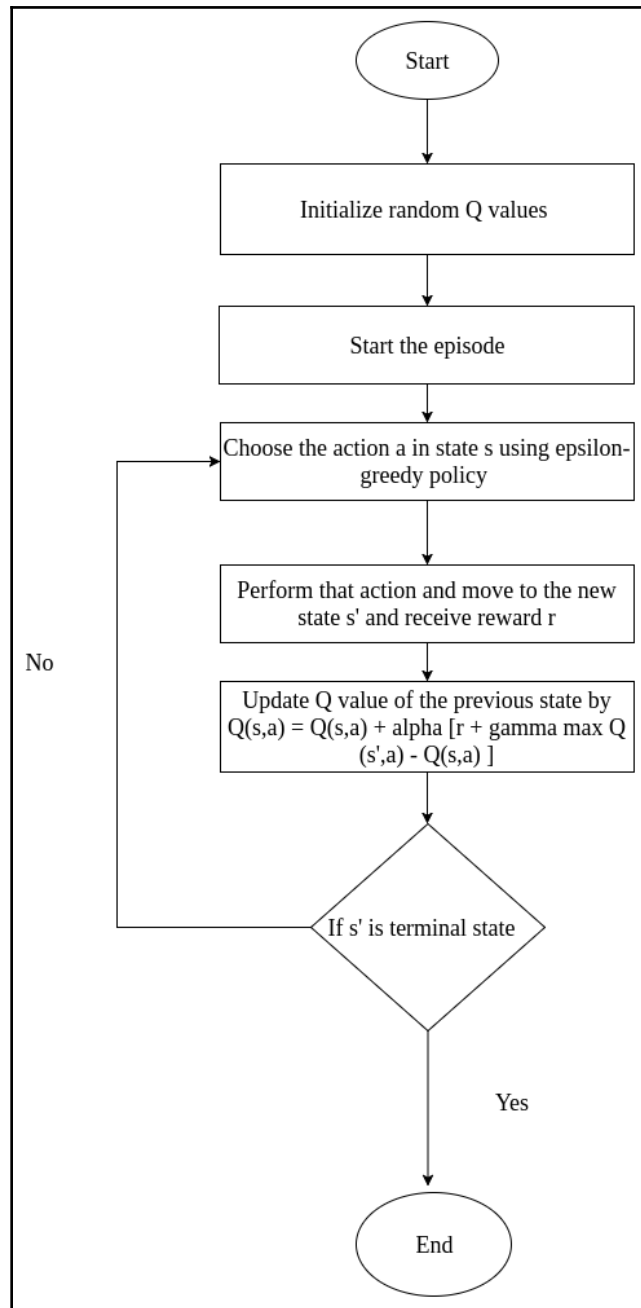 Start
Initialize random Q values
Start the episode
Choose the action a in state s using epsilon-
greedy policy
Perform that action and move to the new
state s' and receive reward r
No
Update Q value of the previous state by
Q(s,a) = Q(s,a) + alpha [r + gamma max Q
(s',a) - Q(s,a) ]
If s' is terminal state
Yes
End